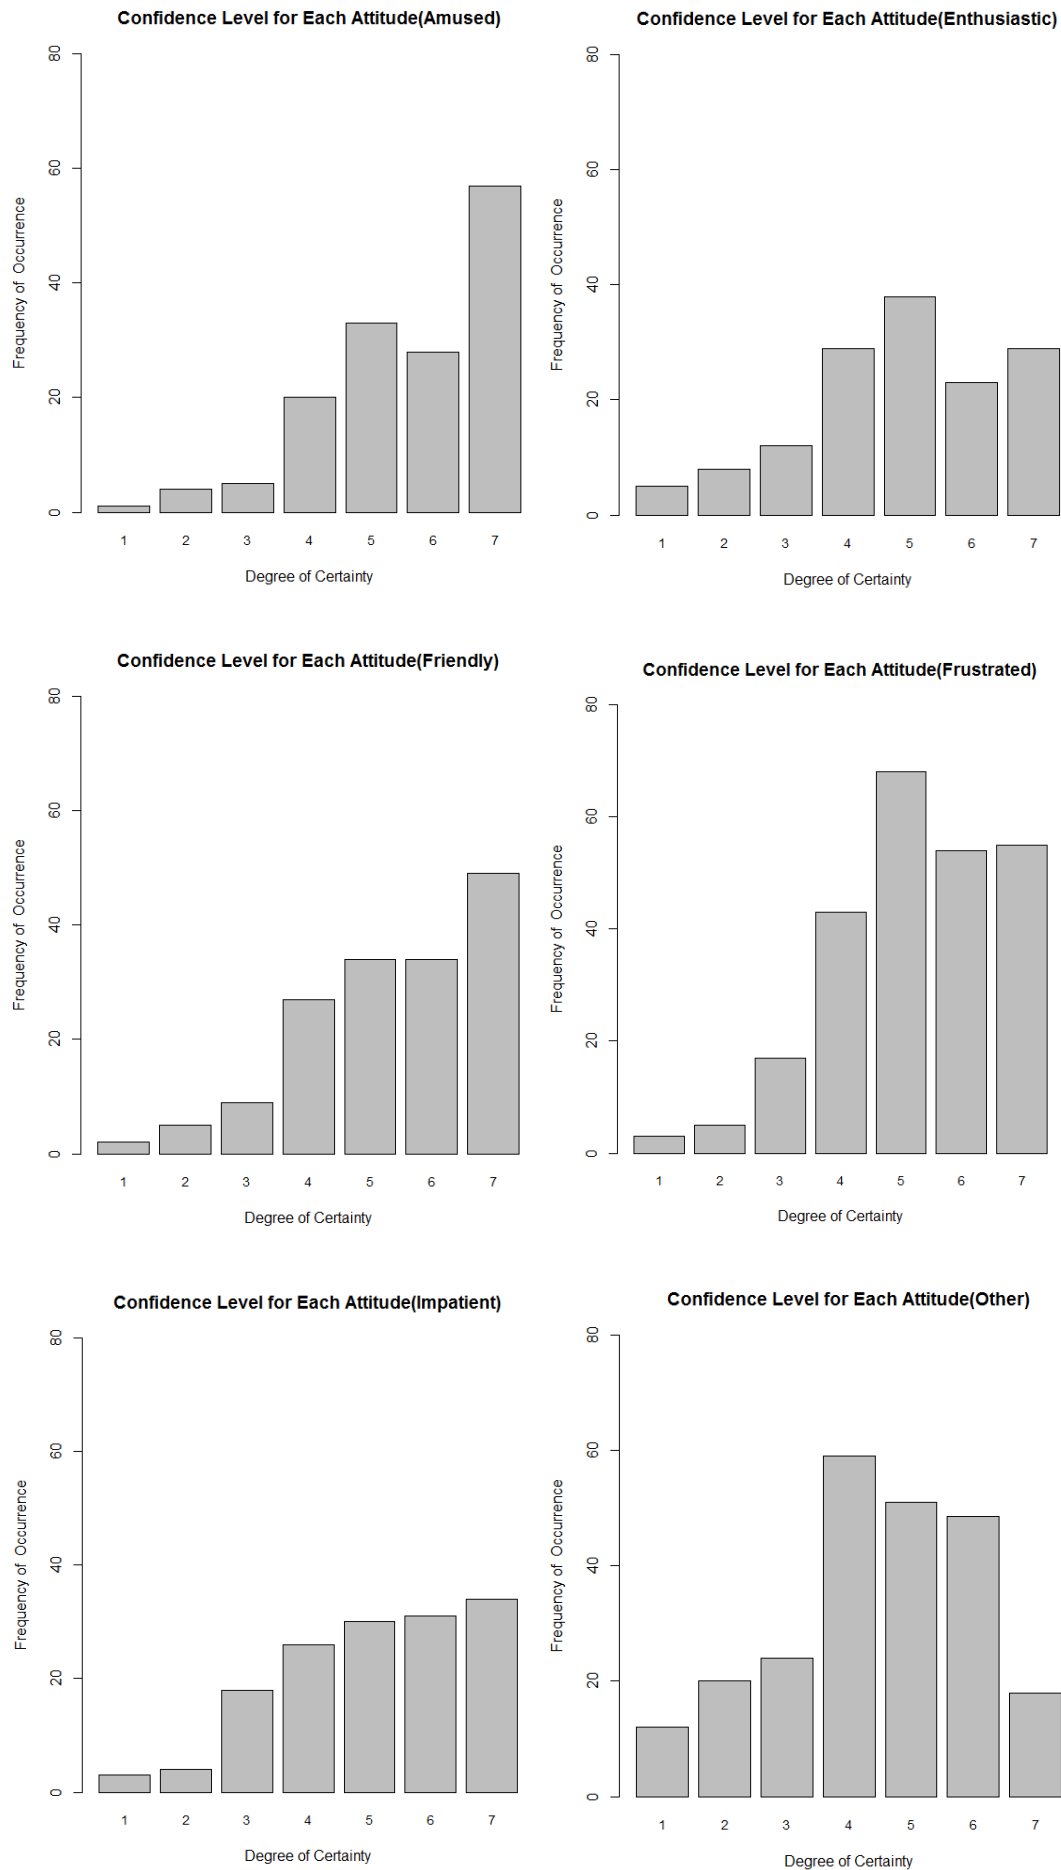 Confidence Level for Each Attitude(Amused)
80
60
40
20
0
Frequency of Occurrence
1 2 3 4 5 6 7
Degree of Certainty
Confidence Level for Each Attitude(Enthusiastic)
80
60
40
20
0
Frequency of Occurrence
1 2 3 4 5 6 7
Degree of Certainty
Confidence Level for Each Attitude(Friendly)
80
60
40
20
0
Frequency of Occurrence
1 2 3 4 5 6 7
Degree of Certainty
Confidence Level for Each Attitude(Frustrated)
80
60
40
20
0
Frequency of Occurrence
1 2 3 4 5 6 7
Degree of Certainty
Confidence Level for Each Attitude(Impatient)
80
60
40
20
0
Frequency of Occurrence
1 2 3 4 5 6 7
Degree of Certainty
Confidence Level for Each Attitude(Other)
80
60
40
20
0
Frequency of Occurrence
1 2 3 4 5 6 7
Degree of Certainty